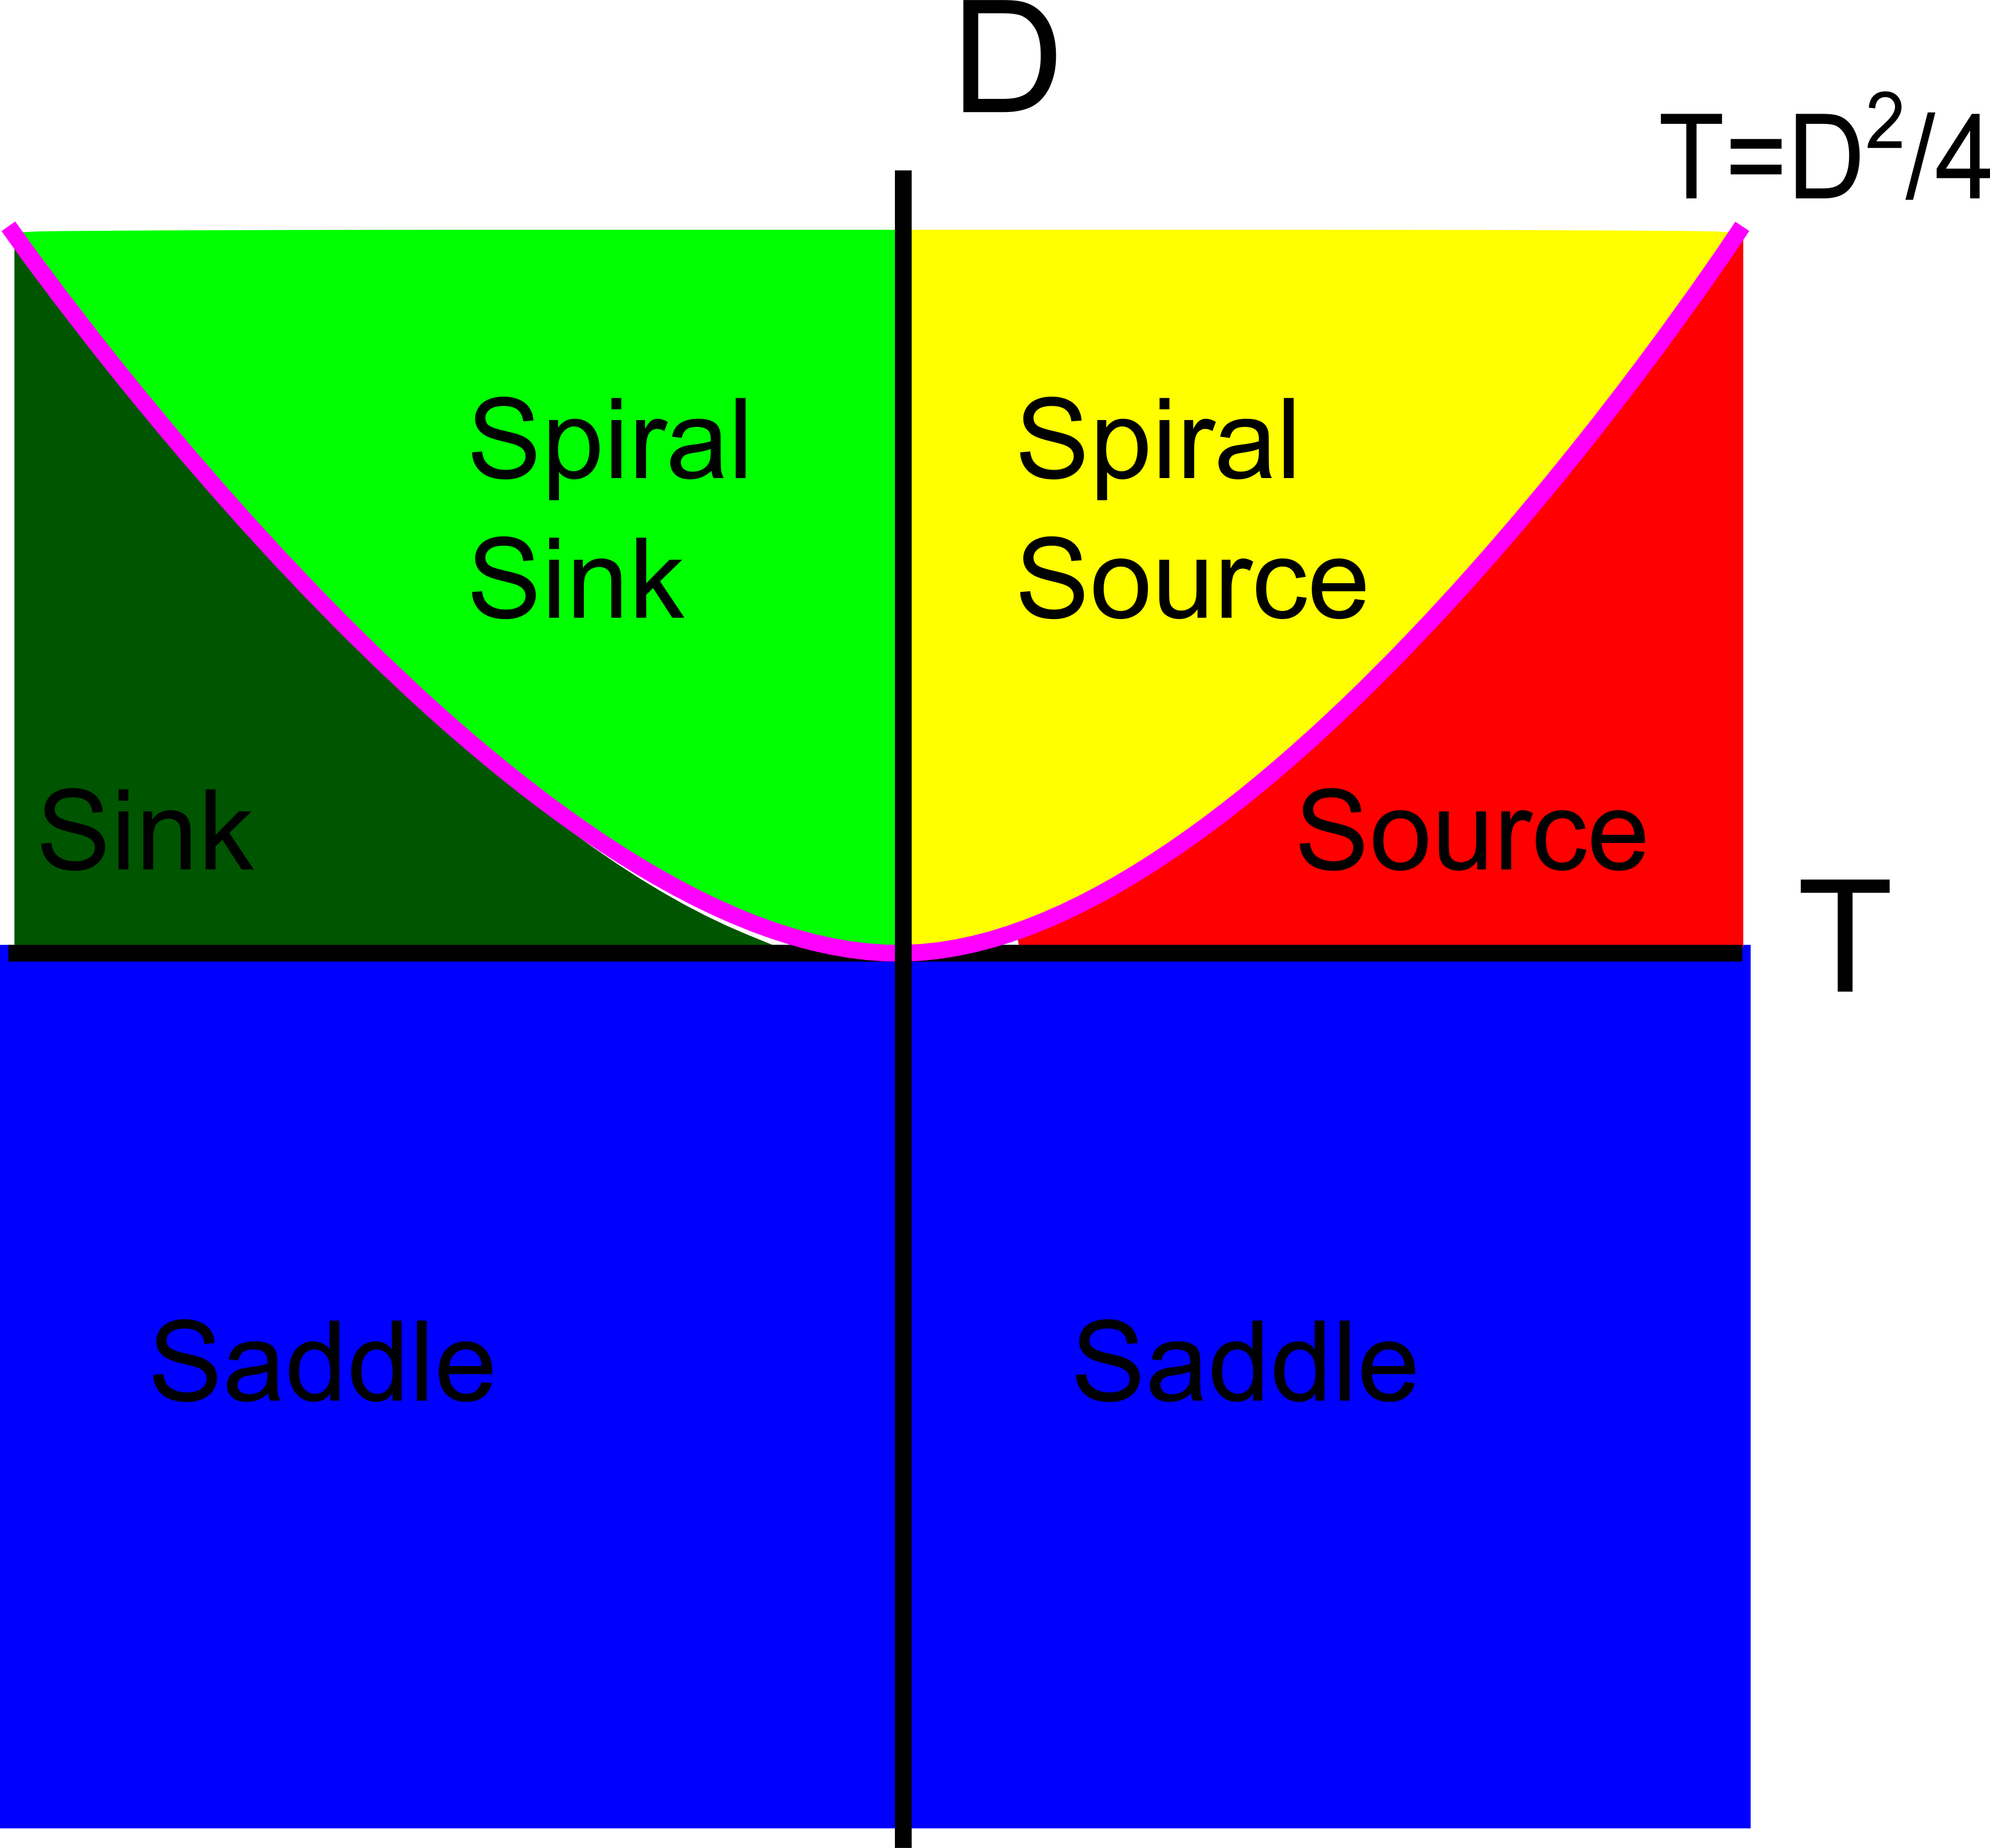 D
T=D²/4
Spiral
Sink
Spiral
Source
Sink
Source
T
Saddle
Saddle